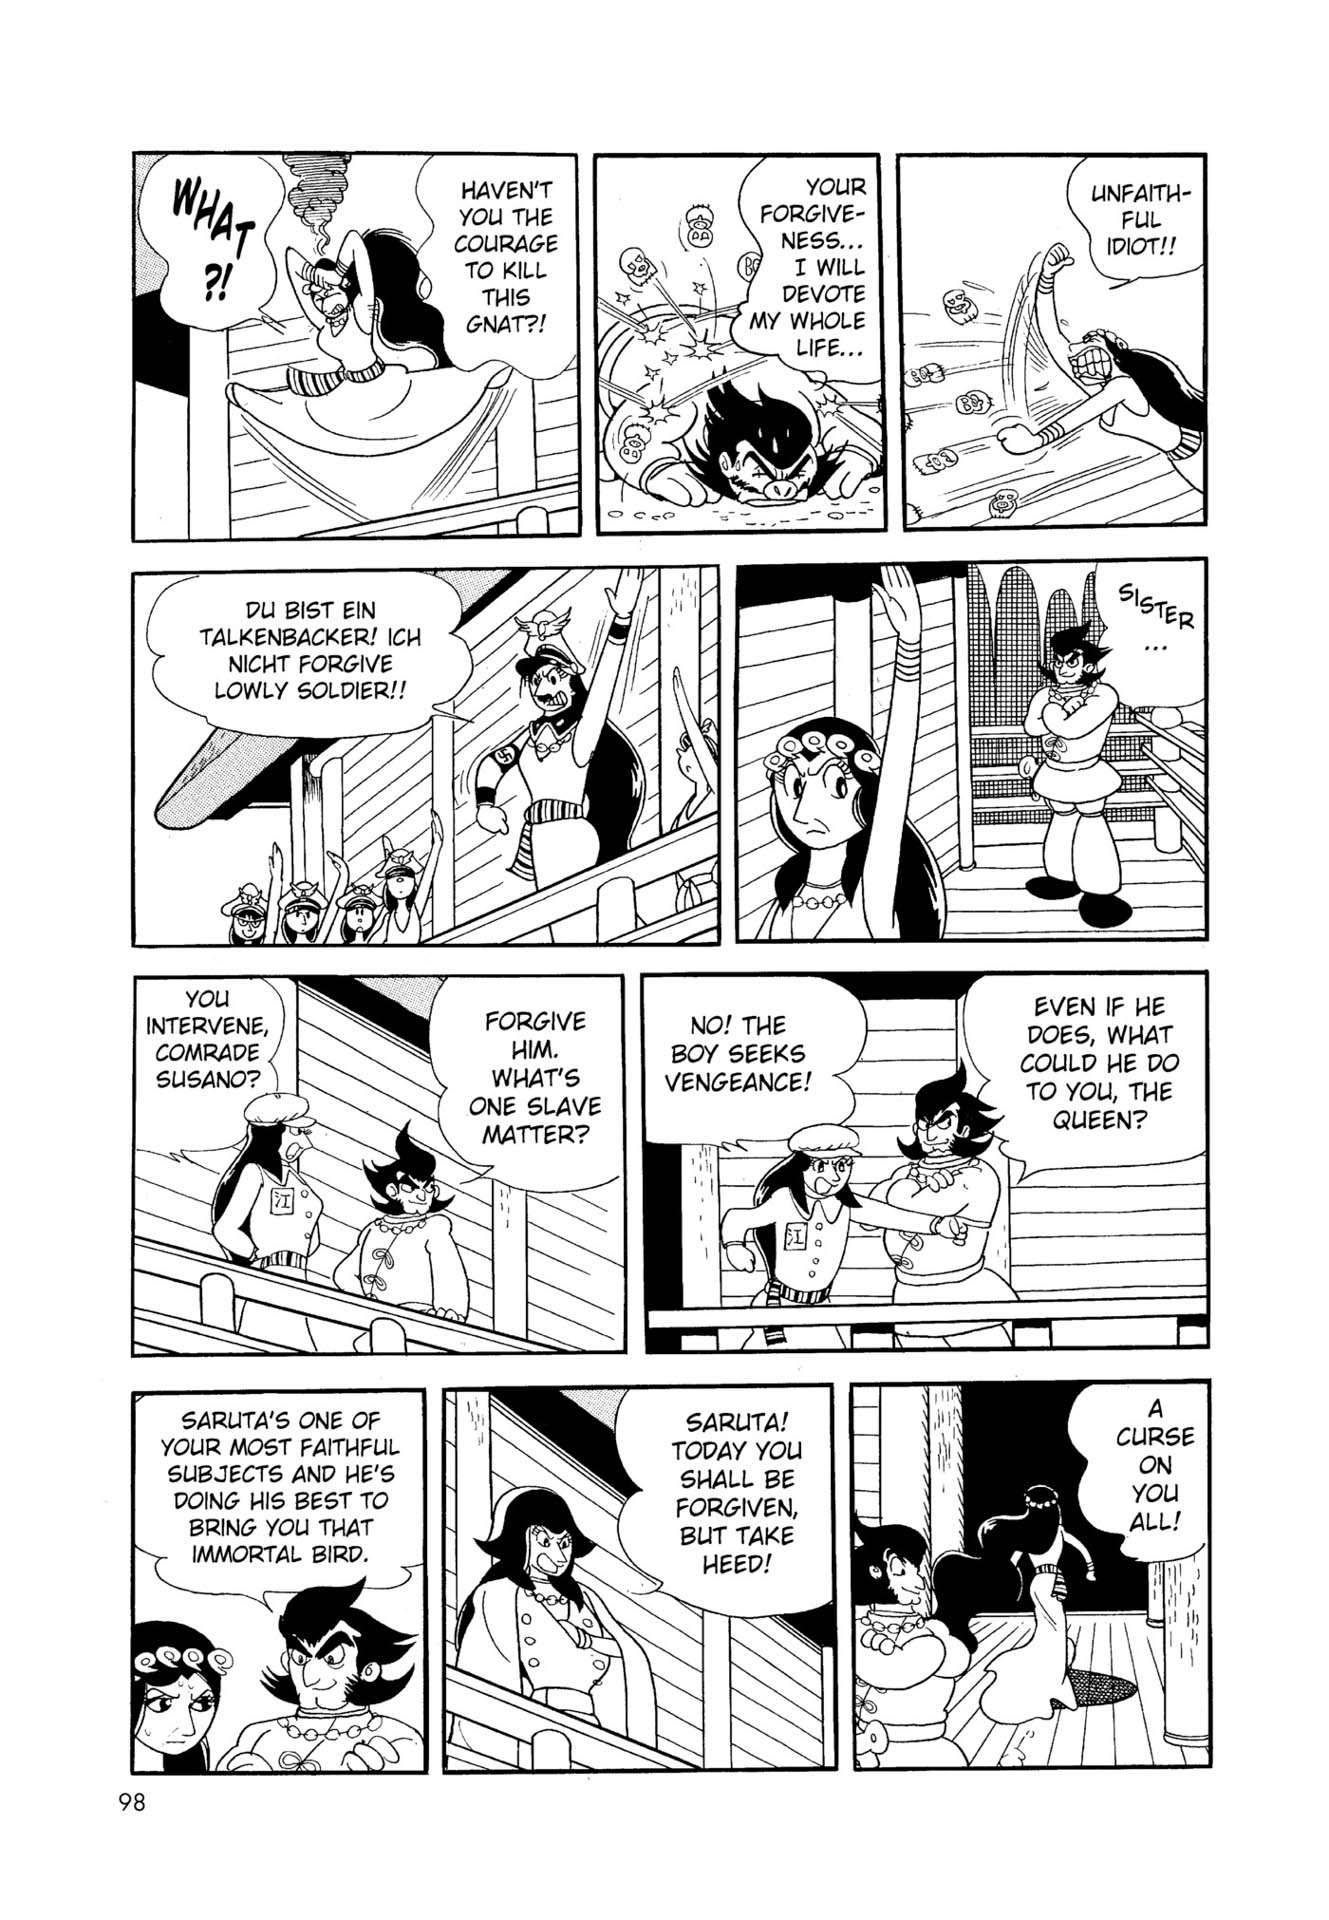 WHAT
?!
HAVEN'T
YOU THE
COURAGE
TO KILL
THIS
GNAT?!
YOUR
FORGIVE-
NESS...
I WILL
DEVOTE
MY WHOLE
LIFE...
UNFAITH-
FUL
IDIOT!!
DU BIST EIN
TALKENBACKER! ICH
NICHT FORGIVE
LOWLY SOLDIER!!
SISTER
...
YOU
INTERVENE,
COMRADE
SUSANO?
FORGIVE
HIM.
WHAT'S
ONE SLAVE
MATTER?
江
NO! THE
BOY SEEKS
VENGEANCE!
EVEN IF HE
DOES, WHAT
COULD HE DO
TO YOU, THE
QUEEN?
江
SARUTA'S ONE OF
YOUR MOST FAITHFUL
SUBJECTS AND HE'S
DOING HIS BEST TO
BRING YOU THAT
IMMORTAL BIRD.
SARUTA!
TODAY YOU
SHALL BE
FORGIVEN,
BUT TAKE
HEED!
A
CURSE
ON
YOU
ALL!
98